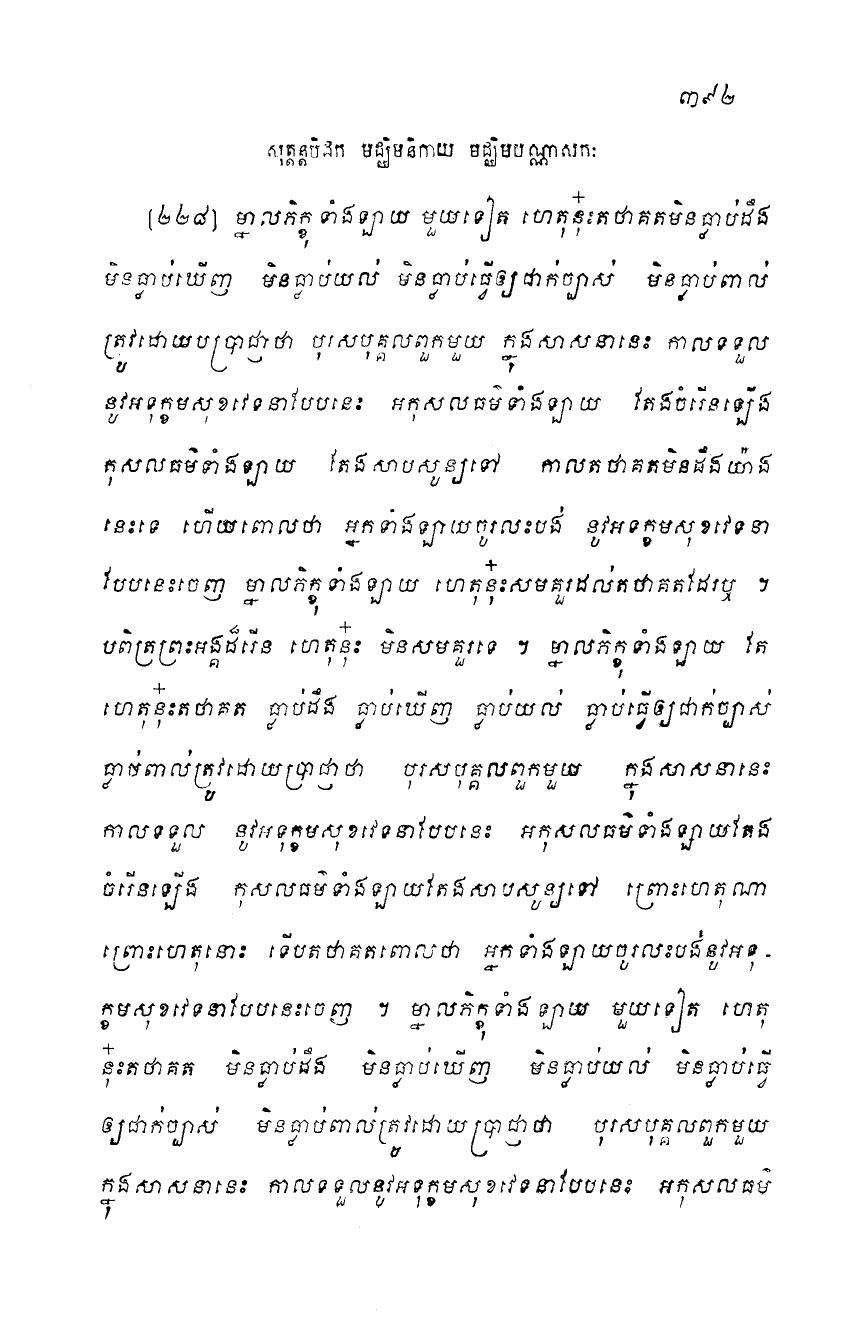 ៣៩២
សុត្តន្តបិដក មជ្ឈិមនិកាយ មជ្ឈិមបណ្ណាសកៈ
[២២៨] ម្នាលភិក្ខុទាំងឡាយ មួយទៀត ហេតុនុ៎ះតថាគតមិនធ្លាប់ដឹង
មិនធ្លាប់ឃើញ មិនធ្លាប់យល់ មិនធ្លាប់ធ្វើឲ្យជាក់ច្បាស់ មិនធ្លាប់ពាល់
ត្រូវដោយបប្រាជ្ញាថា បុរសបុគ្គលពួកមួយ ក្នុងសាសនានេះ កាលទទួល
នូវអទុក្ខមសុខវេទនាបែបនេះ អកុសលធម៌ទាំងឡាយ តែងចំរើនឡើង
កុសលធម៌ទាំងឡាយ តែងសាបសូន្យទៅ កាលតថាគតមិនដឹងយ៉ាង
នេះទេ ហើយពោលថា អ្នកទាំងឡាយចូរលះបង់ នូវអទុក្ខមសុខវេទនា
បែបនេះចេញ ម្នាលភិក្ខុទាំងឡាយ ហេតុនុ៎ះសមគួរដល់តថាគតដែរឬ ។
បពិត្រព្រះអង្គដ៏រើន ហេតុនុ៎ះ មិនសមគួរទេ ។ ម្នាលភិក្ខុទាំងឡាយ តែ
ហេតុនុ៎ះតថាគត ធ្លាប់ដឹង ធ្លាប់ឃើញ ធ្លាប់យល់ ធ្លាប់ធ្វើឲ្យជាក់ច្បាស់
ធ្លាប់ពាល់ត្រូវដោយប្រាជ្ញាថា បុរសបុគ្គលពួកមួយ ក្នុងសាសនានេះ
កាលទទួល នូវអទុក្ខមសុខវេទនាបែបនេះ អកុសលធម៌ទាំងឡាយតែង
ចំរើនឡើង កុសលធម៌ទាំងឡាយតែងសាបសូន្យទៅ ព្រោះហេតុណា
ព្រោះហេតុនោះ ទើបតថាគតពោលថា អ្នកទាំងឡាយចូរលះបង់នូវអទុ-
ក្ខមសុខវេទនាបែបនេះចេញ ។ ម្នាលភិក្ខុទាំងឡាយ មួយទៀត ហេតុ
នុ៎ះតថាគត មិនធ្លាប់ដឹង មិនធ្លាប់ឃើញ មិនធ្លាប់យល់ មិនធ្លាប់ធ្វើ
ឲ្យជាក់ច្បាស់ មិនធ្លាប់ពាល់ត្រូវដោយប្រាជ្ញាថា បុរសបុគ្គលពួកមួយ
ក្នុងសាសនានេះ កាលទទួលនូវអទុក្ខមសុខវេទនាបែបនេះ អកុសលធម៌